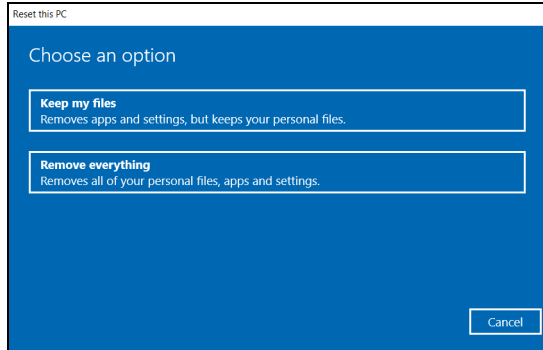 Reset this PC
Choose an option
Keep my files
Removes apps and settings, but keeps your personal files.
Remove everything
Removes all of your personal files, apps and settings.
Cancel